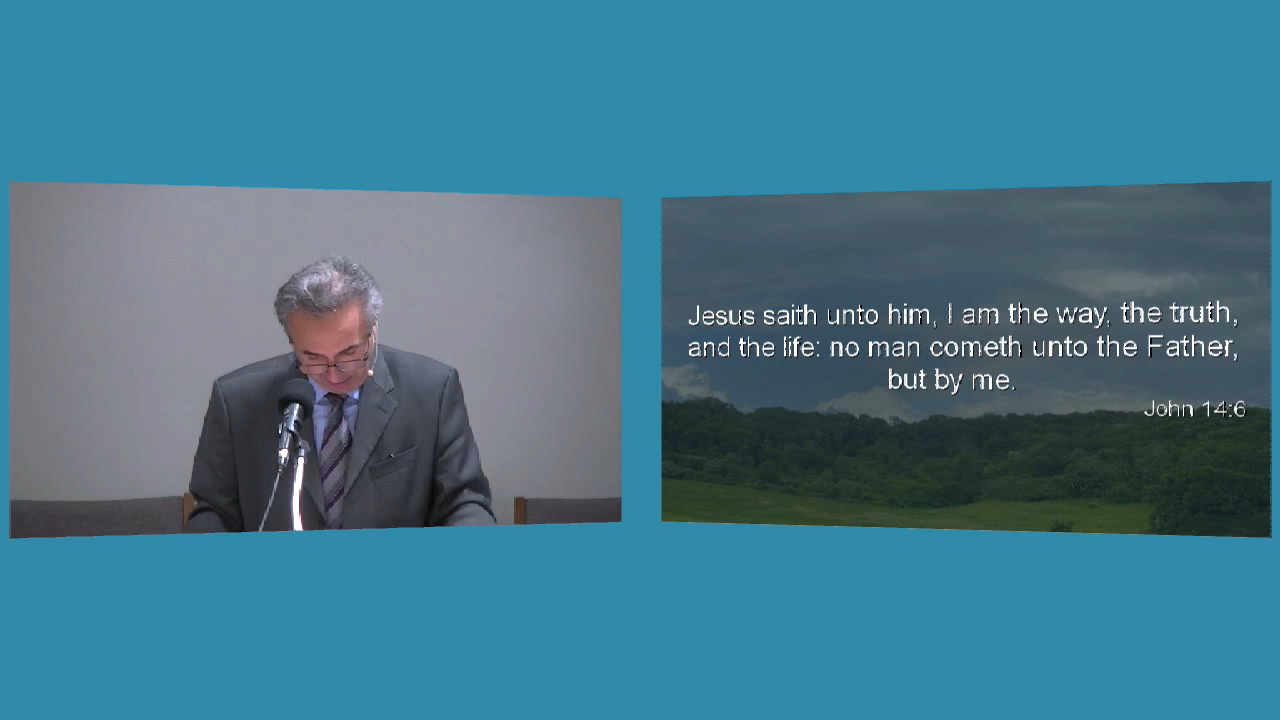 Jesus saith unto him, I am the way, the truth,
and the life: no man cometh unto the Father,
but by me.
John 14:6